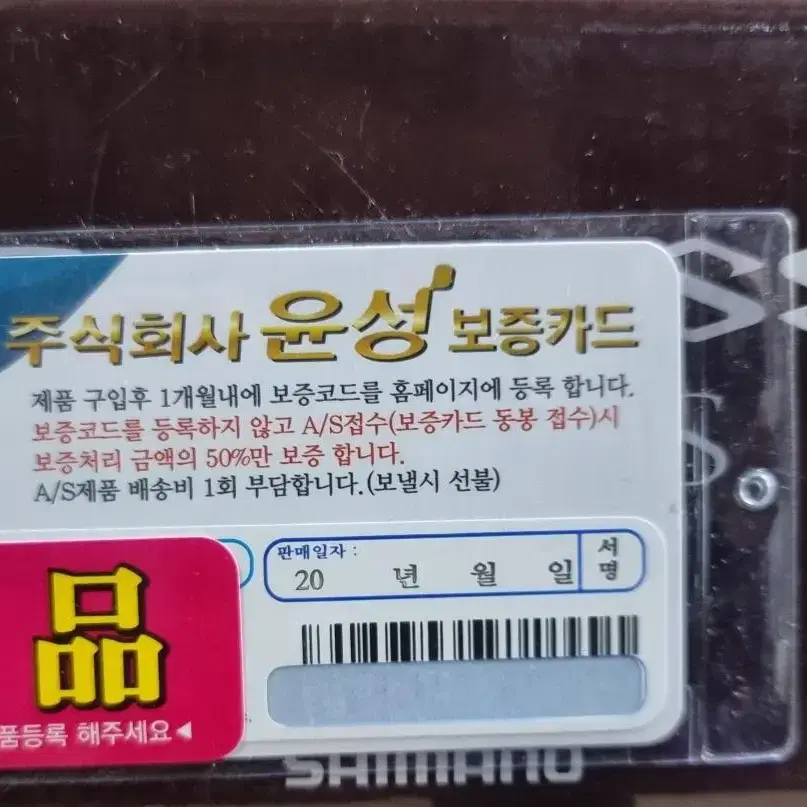 주식회사 윤성 보증카드
제품 구입후 1개월내에 보증코드를 홈페이지에 등록 합니다.
보증코드를 등록하지 않고 A/S접수(보증카드 동봉 접수)시
보증처리 금액의 50%만 보증 합니다.
A/S제품 배송비 1회 부담합니다.(보낼시 선불)
판매일자 :
20 년 월 일
서명
品
품등록 해주세요◀
SHIMANO